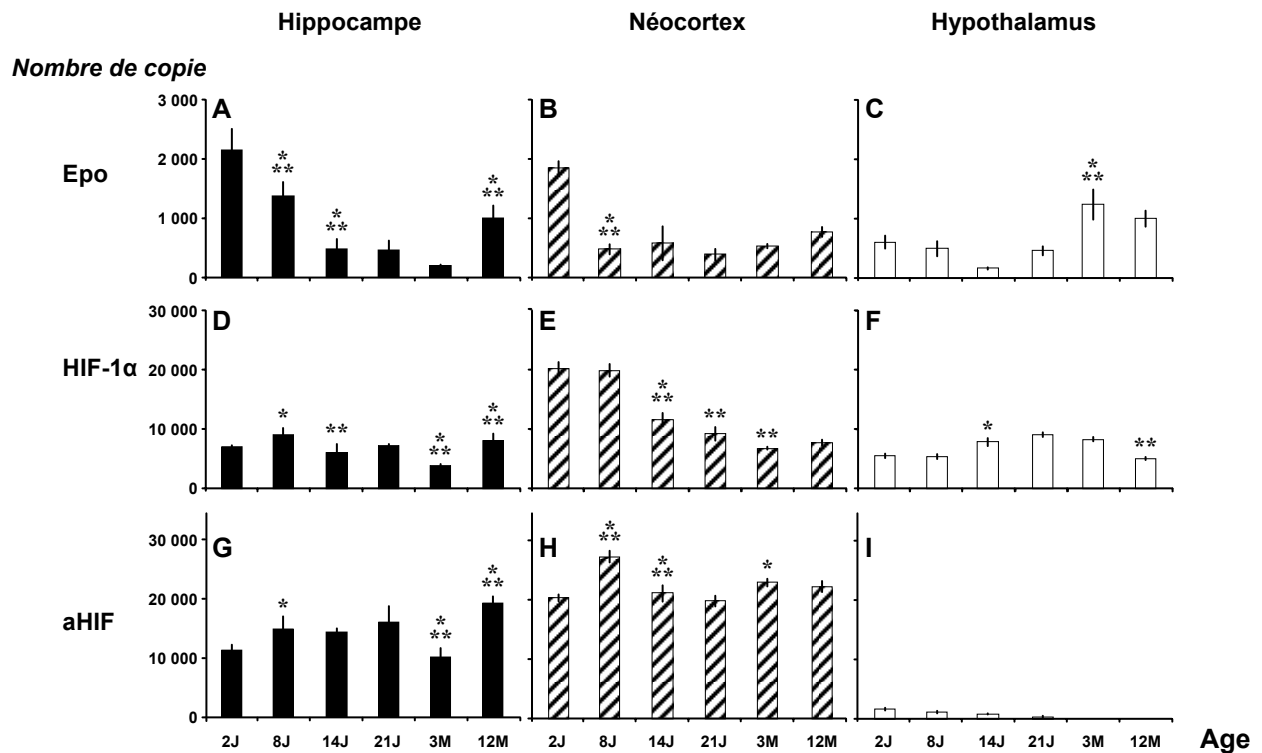 Hippocampe Néocortex Hypothalamus
Nombre de copie
Epo
3 000
2 000
1 000
0
A
*
**
*
**
*
**
B
*
**
C
*
**
HIF-1α
30 000
20 000
10 000
0
D
*
**
*
**
*
**
E
*
**
**
**
F
*
**
aHIF
30 000
20 000
10 000
0
G
*
*
**
*
**
H
*
**
*
**
*
I
2J 8J 14J 21J 3M 12M 2J 8J 14J 21J 3M 12M 2J 8J 14J 21J 3M 12M Age